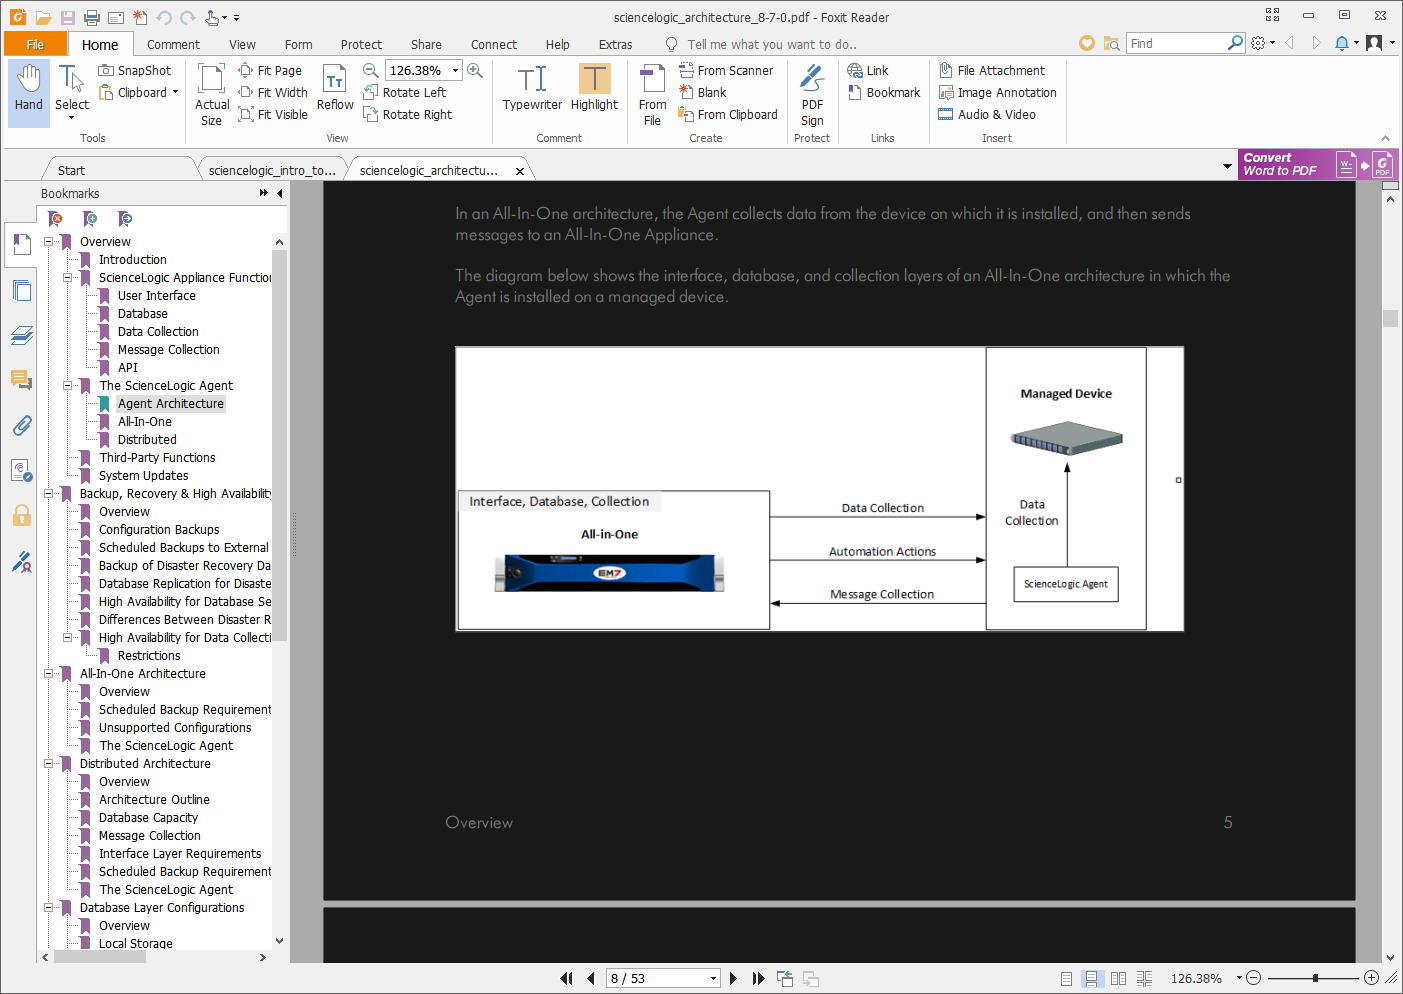 sciencelogic_architecture_8-7-0.pdf - Foxit Reader
File Home Comment View Form Protect Share Connect Help Extras Tell me what you want to do.. Find
Hand
Select
SnapShot
Clipboard
Tools
Actual Size
Fit Page
Fit Width
Fit Visible
Reflow
126.38%
Rotate Left
Rotate Right
View
Typewriter
Highlight
Comment
From File
From Scanner
Blank
From Clipboard
Create
PDF Sign
Protect
Link
Bookmark
Links
File Attachment
Image Annotation
Audio & Video
Insert
Start
sciencelogic_intro_to...
sciencelogic_architectu...
Convert
Word to PDF
PDF
Bookmarks
Overview
Introduction
ScienceLogic Appliance Function
User Interface
Database
Data Collection
Message Collection
API
The ScienceLogic Agent
Agent Architecture
All-In-One
Distributed
Third-Party Functions
System Updates
Backup, Recovery & High Availability
Overview
Configuration Backups
Scheduled Backups to External
Backup of Disaster Recovery Da
Database Replication for Disaste
High Availability for Database Se
Differences Between Disaster R
High Availability for Data Collecti
Restrictions
All-In-One Architecture
Overview
Scheduled Backup Requirement
Unsupported Configurations
The ScienceLogic Agent
Distributed Architecture
Overview
Architecture Outline
Database Capacity
Message Collection
Interface Layer Requirements
Scheduled Backup Requirement
The ScienceLogic Agent
Database Layer Configurations
Overview
Local Storage
In an All-In-One architecture, the Agent collects data from the device on which it is installed, and then sends
messages to an All-In-One Appliance.
The diagram below shows the interface, database, and collection layers of an All-In-One architecture in which the
Agent is installed on a managed device.
Managed Device
Interface, Database, Collection
All-in-One
EM7
Data Collection
Automation Actions
Message Collection
Data
Collection
ScienceLogic Agent
Overview 5
8 / 53
126.38%